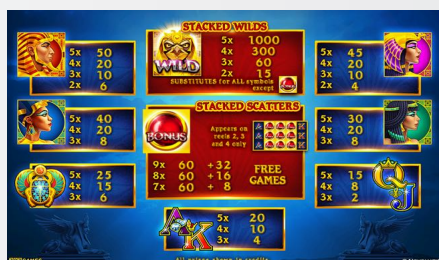 STACKED WILDS
5x 1000
4x 300
3x 60
2x 15
WILD
SUBSTITUTES for ALL symbols
except
5x 50
4x 20
3x 10
2x 6
5x 45
4x 20
3x 10
2x 4
5x 40
4x 20
3x 8
STACKED SCATTERS
BONUS
Appears on
reels 2, 3
and 4 only
9x 60 +32
8x 60 +16
7x 60 + 8
FREE
GAMES
5x 30
4x 20
3x 8
5x 25
4x 15
3x 6
5x 15
4x 8
3x 2
Q J
A K
5x 20
4x 10
3x 4